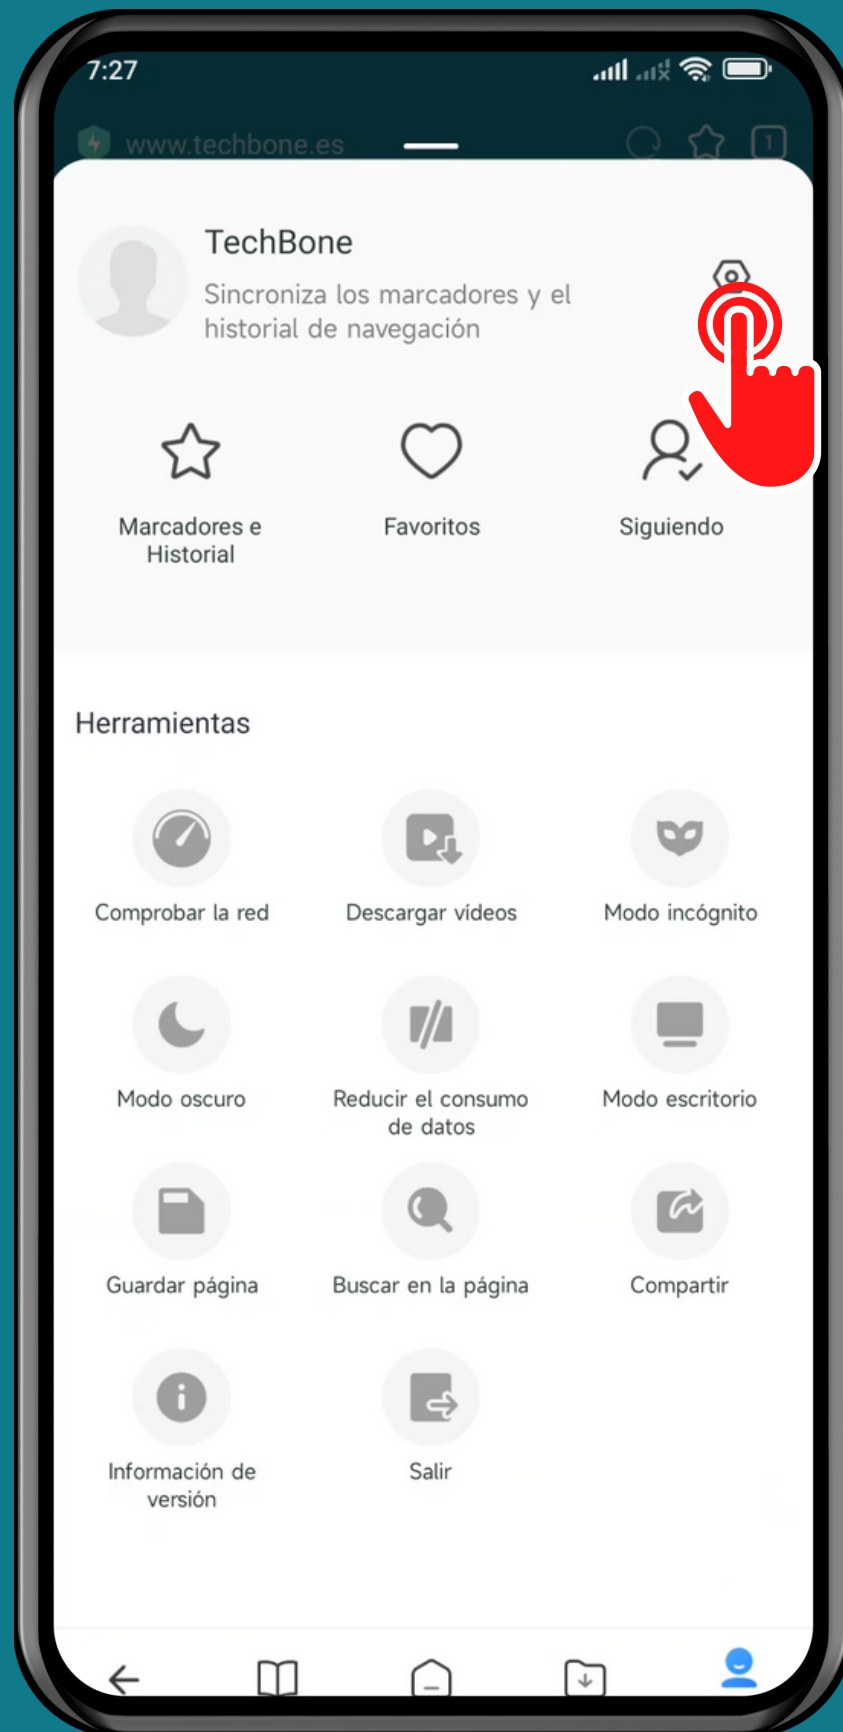 7:27
www.techbone.es
1
TechBone
Sincroniza los marcadores y el
historial de navegación
Marcadores e
Historial
Favoritos
Siguiendo
Herramientas
Comprobar la red
Descargar vídeos
Modo incógnito
Modo oscuro
Reducir el consumo
de datos
Modo escritorio
Guardar página
Buscar en la página
Compartir
Información de
versión
Salir